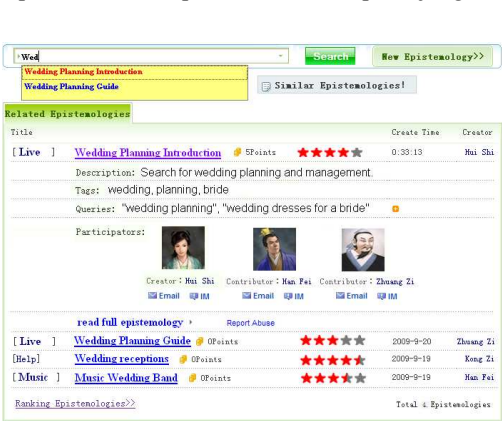 Wed
Search
New Epistemology>>
Wedding Planning Introduction
Wedding Planning Guide
Similar Epistemologies!
Related Epistemologies
Title Create Time Creator
[ Live ] Wedding Planning Introduction 5Points 0:33:13 Hui Shi
Description: Search for wedding planning and management.
Tags: wedding, planning, bride
Queries: "wedding planning", "wedding dresses for a bride"
Participators:
Creator: Hui Shi Contributor: Han Fei Contributor: Zhuang Zi
Email IM Email IM Email IM
read full epistemology Report Abuse
[ Live ] Wedding Planning Guide 0Points 2009-9-20 Zhuang Zi
[Help] Wedding receptions 0Points 2009-9-19 Kong Zi
[ Music ] Music Wedding Band 0Points 2009-9-19 Han Fei
Ranking Epistemologies>> Total 4 Epistemologies